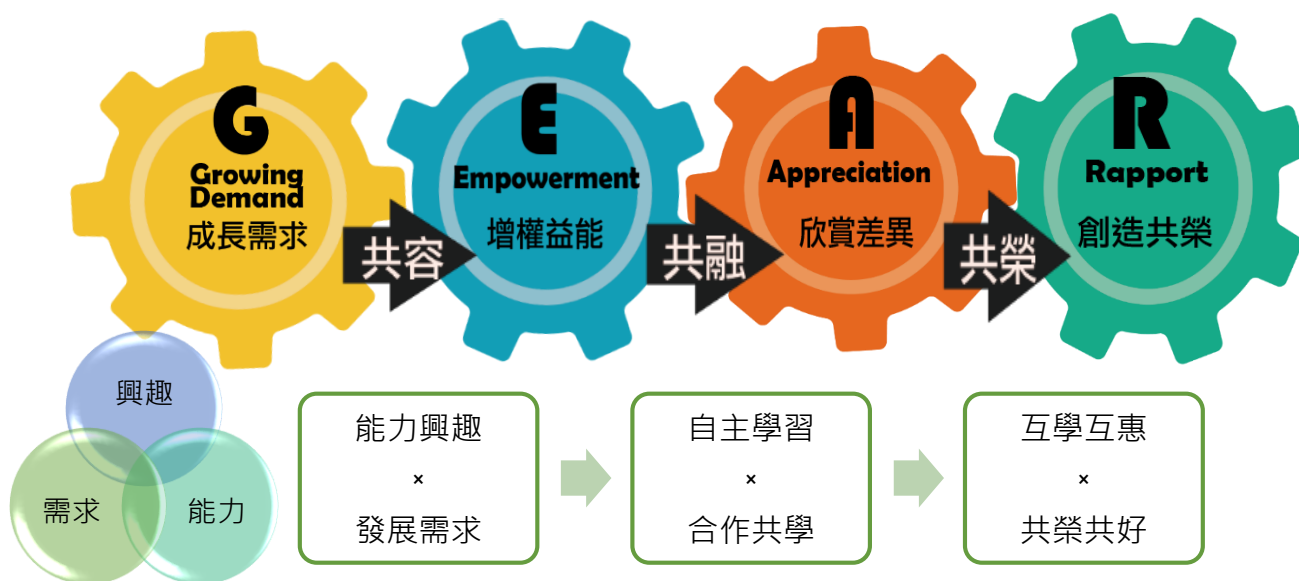 G
Growing
Demand
成長需求
共容
E
Empowerment
增權益能
共融
A
Appreciation
欣賞差異
共榮
R
Rapport
創造共榮
興趣
需求
能力
能力興趣
×
發展需求
自主學習
×
合作共學
互學互惠
×
共榮共好